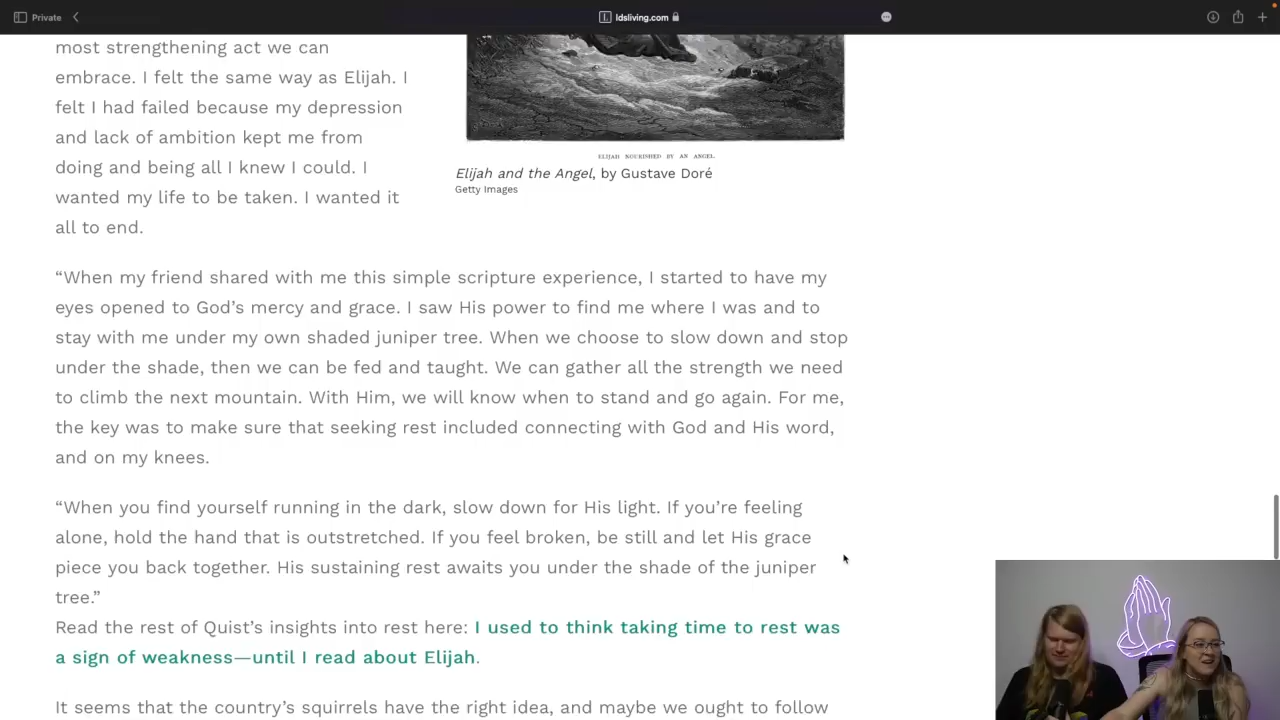 Private
ldsliving.com
most strengthening act we can
embrace. I felt the same way as Elijah. I
felt I had failed because my depression
and lack of ambition kept me from
doing and being all I knew I could. I
wanted my life to be taken. I wanted it
all to end.
ELIJAH NOURISHED BY AN ANGEL.
Elijah and the Angel, by Gustave Doré
Getty Images
“When my friend shared with me this simple scripture experience, I started to have my
eyes opened to God’s mercy and grace. I saw His power to find me where I was and to
stay with me under my own shaded juniper tree. When we choose to slow down and stop
under the shade, then we can be fed and taught. We can gather all the strength we need
to climb the next mountain. With Him, we will know when to stand and go again. For me,
the key was to make sure that seeking rest included connecting with God and His word,
and on my knees.
“When you find yourself running in the dark, slow down for His light. If you’re feeling
alone, hold the hand that is outstretched. If you feel broken, be still and let His grace
piece you back together. His sustaining rest awaits you under the shade of the juniper
tree.”
Read the rest of Quist’s insights into rest here: I used to think taking time to rest was
a sign of weakness—until I read about Elijah.
It seems that the country’s squirrels have the right idea, and maybe we ought to follow